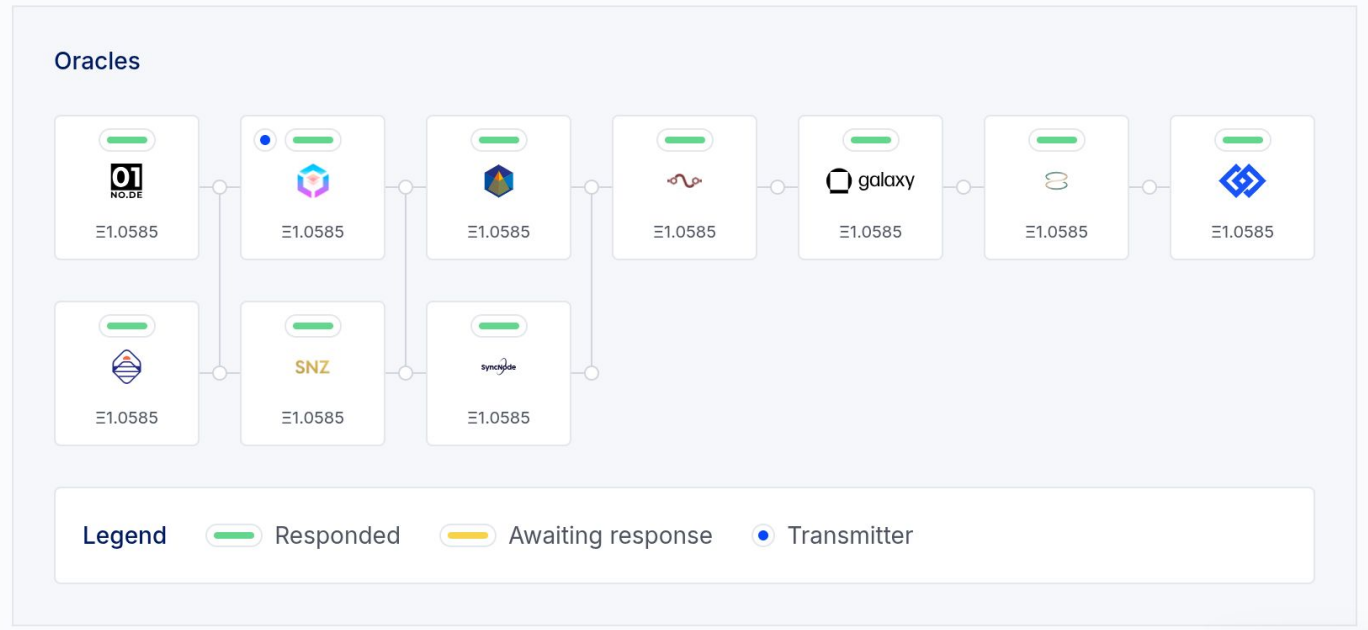 Oracles
01
NO.DE
galaxy
Ξ1.0585 Ξ1.0585 Ξ1.0585 Ξ1.0585 Ξ1.0585 Ξ1.0585 Ξ1.0585
SNZ SyncNode
Ξ1.0585 Ξ1.0585 Ξ1.0585
Legend Responded Awaiting response Transmitter